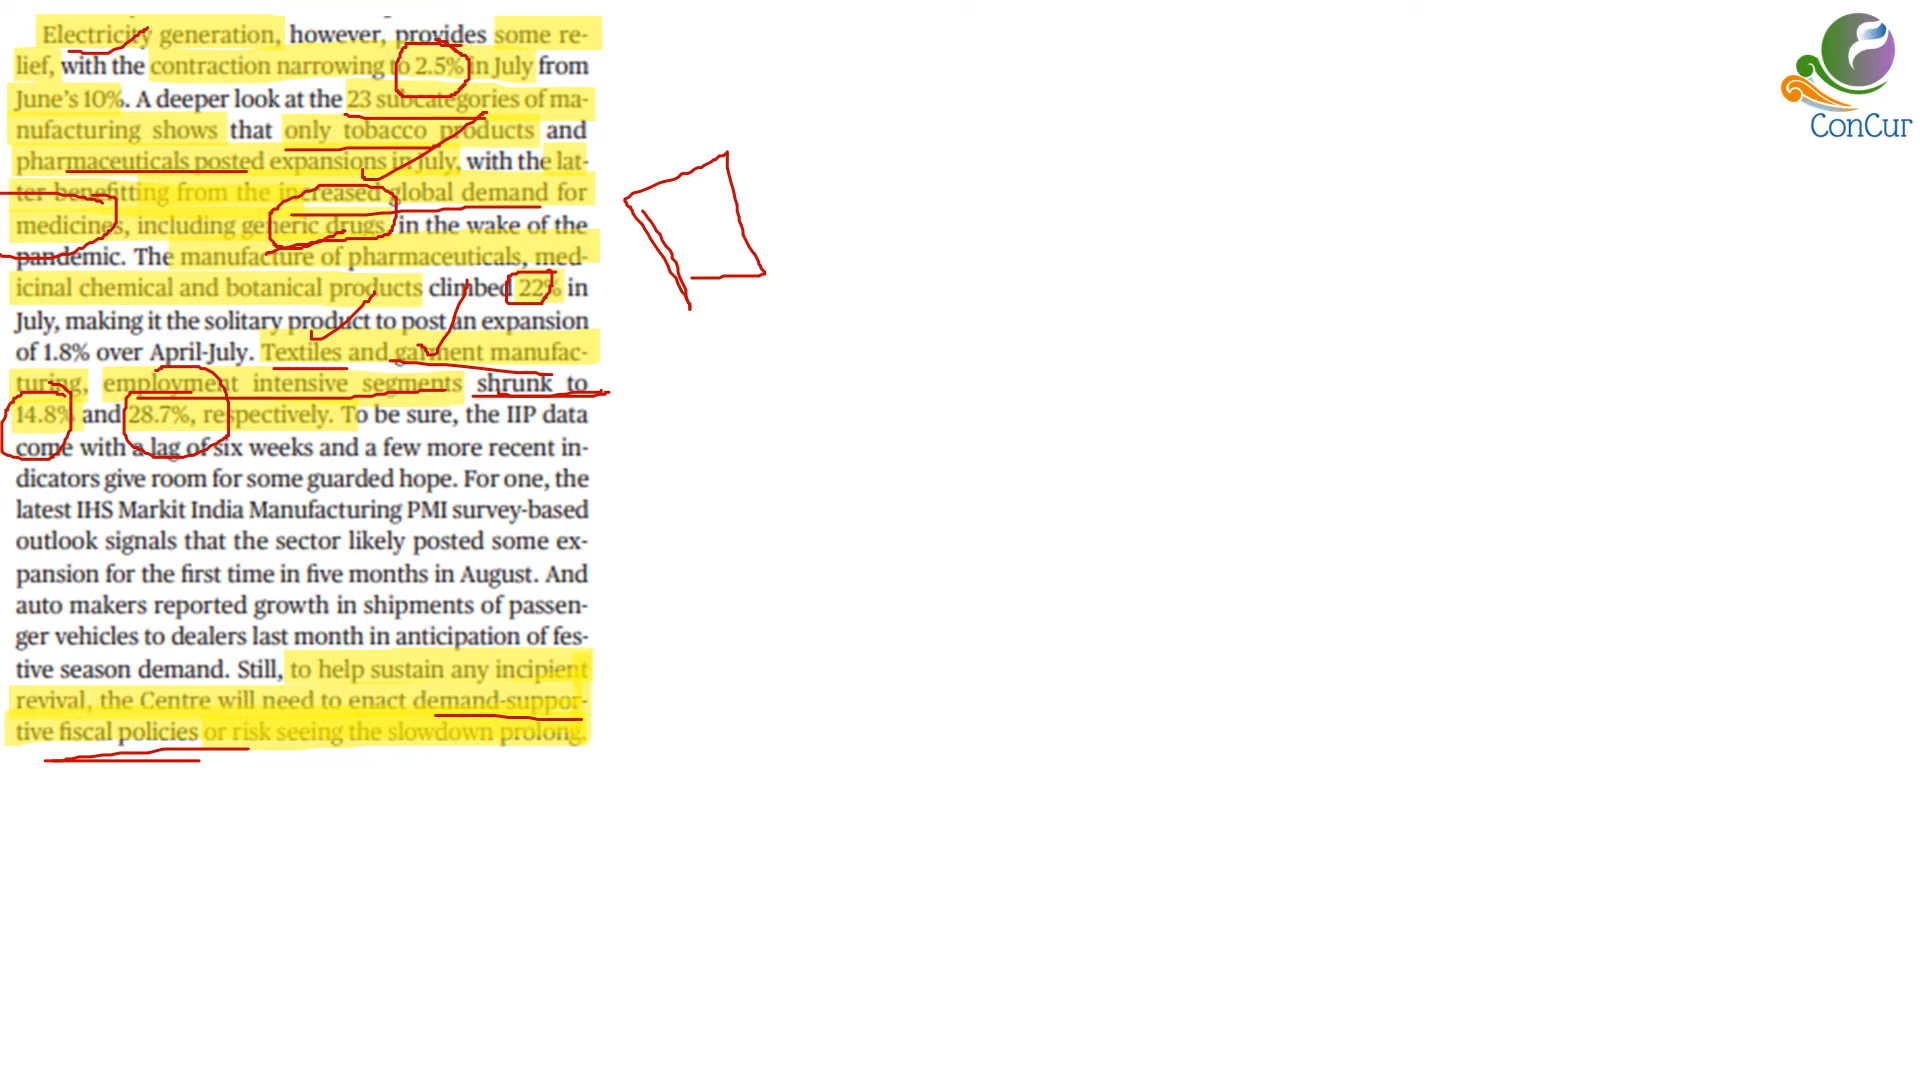 Electricity generation, however, provides some re-
lief, with the contraction narrowing to 2.5% in July from
June's 10%. A deeper look at the 23 subcategories of ma-
nufacturing shows that only tobacco products and
pharmaceuticals posted expansions in July, with the lat-
ter benefitting from the increased global demand for
medicines, including generic drugs, in the wake of the
pandemic. The manufacture of pharmaceuticals, med-
icinal chemical and botanical products climbed 22% in
July, making it the solitary product to post an expansion
of 1.8% over April-July. Textiles and garment manufac-
turing, employment intensive segments shrunk to
14.8% and 28.7%, respectively. To be sure, the IIP data
come with a lag of six weeks and a few more recent in-
dicators give room for some guarded hope. For one, the
latest IHS Markit India Manufacturing PMI survey-based
outlook signals that the sector likely posted some ex-
pansion for the first time in five months in August. And
auto makers reported growth in shipments of passen-
ger vehicles to dealers last month in anticipation of fes-
tive season demand. Still, to help sustain any incipient
revival, the Centre will need to enact demand-suppor-
tive fiscal policies or risk seeing the slowdown prolong.
ConCur